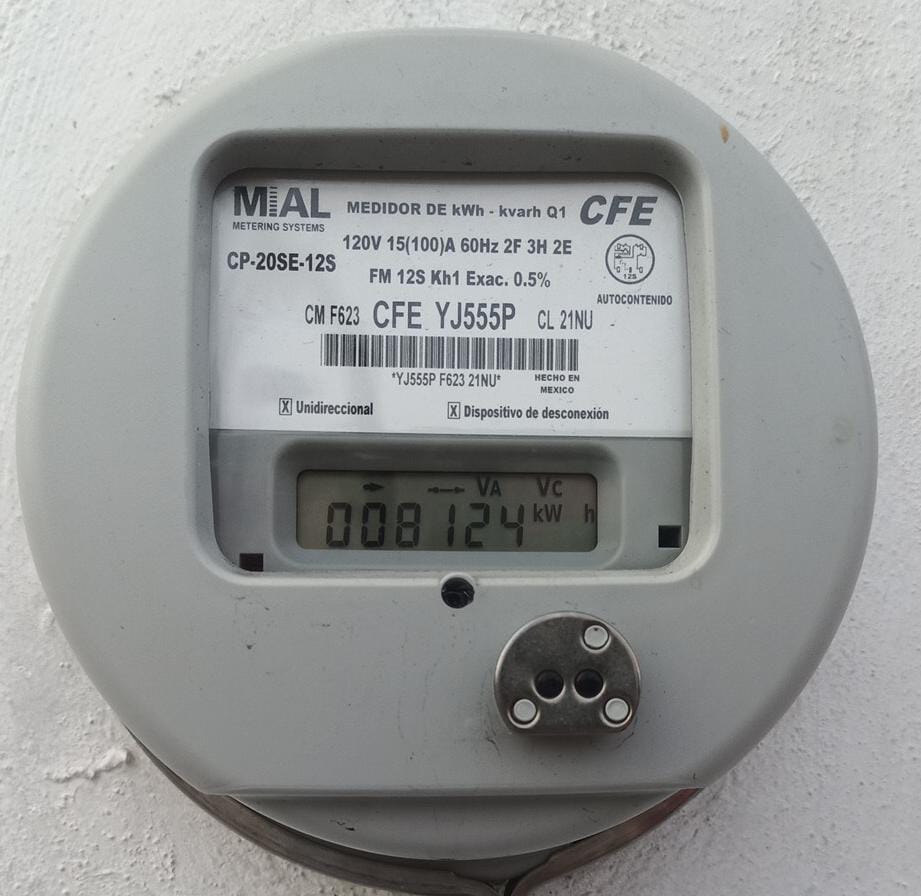 MIAL
METERING SYSTEMS
MEDIDOR DE kWh - kvarh Q1
CFE
120V 15(100)A 60Hz 2F 3H 2E
CP-20SE-12S
FM 12S Kh1 Exac. 0.5%
12S
AUTOCONTENIDO
CM F623 CFE YJ555P CL 21NU
*YJ555P F623 21NU*
HECHO EN
MEXICO
X Unidireccional
X Dispositivo de desconexión
VA VC
008124 kW h